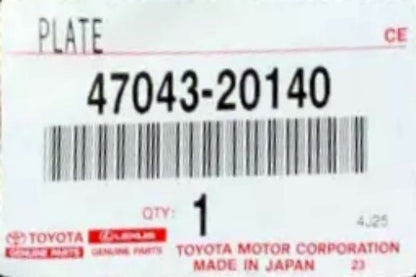 PLATE
CE
47043-20140
QTY: 1
4J25
TOYOTA LEXUS
GENUINE PARTS GENUINE PARTS
TOYOTA MOTOR CORPORATION
MADE IN JAPAN 23